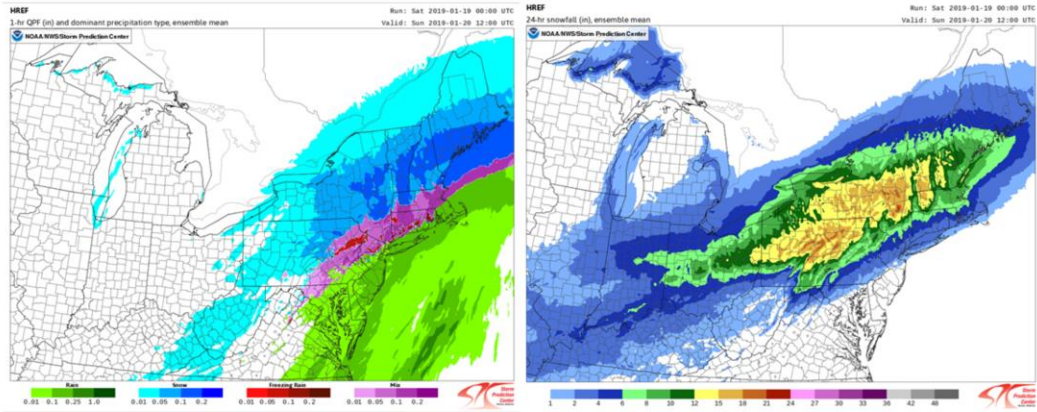 HREF
1-hr QPF (in) and dominant precipitation type, ensemble mean
Run: Sat 2019-01-19 00:00 UTC
Valid: Sun 2019-01-20 12:00 UTC
NOAA NWS/Storm Prediction Center
Rain
0.01 0.1 0.25 1.0
Snow
0.01 0.05 0.1 0.2
Freezing Rain
0.01 0.05 0.1 0.2
Mix
0.01 0.05 0.1 0.2
Storm
Prediction
Center
HREF
24-hr snowfall (in), ensemble mean
Run: Sat 2019-01-19 00:00 UTC
Valid: Sun 2019-01-20 12:00 UTC
NOAA NWS/Storm Prediction Center
1 2 4 6 8 10 12 15 18 21 24 27 30 33 36 42 48
Storm
Prediction
Center